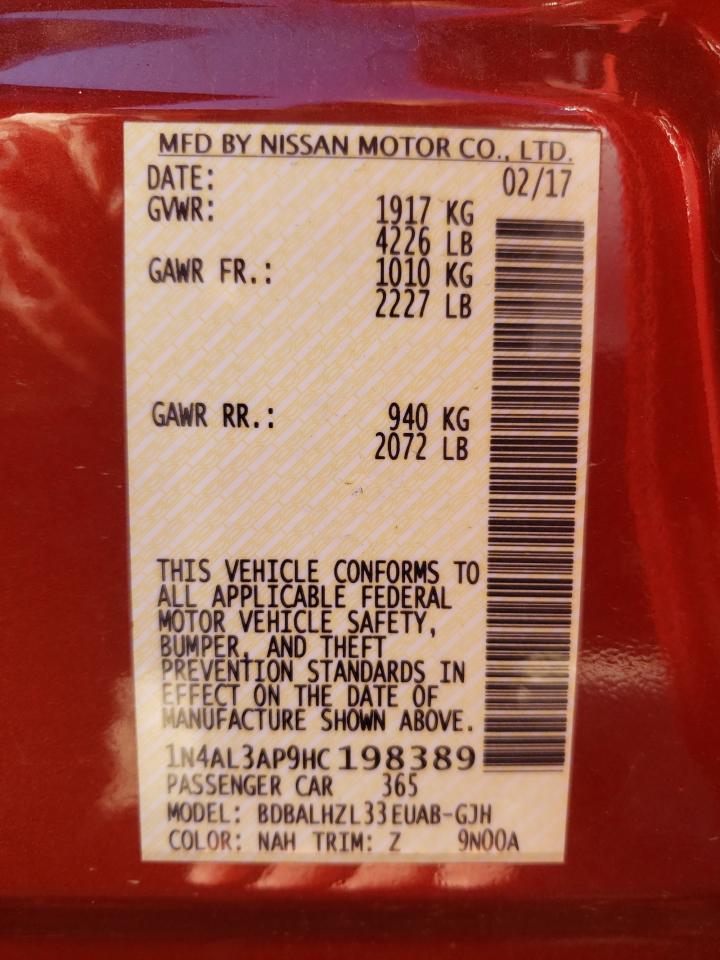 MFD BY NISSAN MOTOR CO., LTD.
DATE: 02/17
GVWR: 1917 KG
4226 LB
GAWR FR.: 1010 KG
2227 LB
GAWR RR.: 940 KG
2072 LB
THIS VEHICLE CONFORMS TO
ALL APPLICABLE FEDERAL
MOTOR VEHICLE SAFETY,
BUMPER, AND THEFT
PREVENTION STANDARDS IN
EFFECT ON THE DATE OF
MANUFACTURE SHOWN ABOVE.
1N4AL3AP9HC198389
PASSENGER CAR 365
MODEL: BDBALHZL33EUAB-GJH
COLOR: NAH TRIM: Z 9N00A